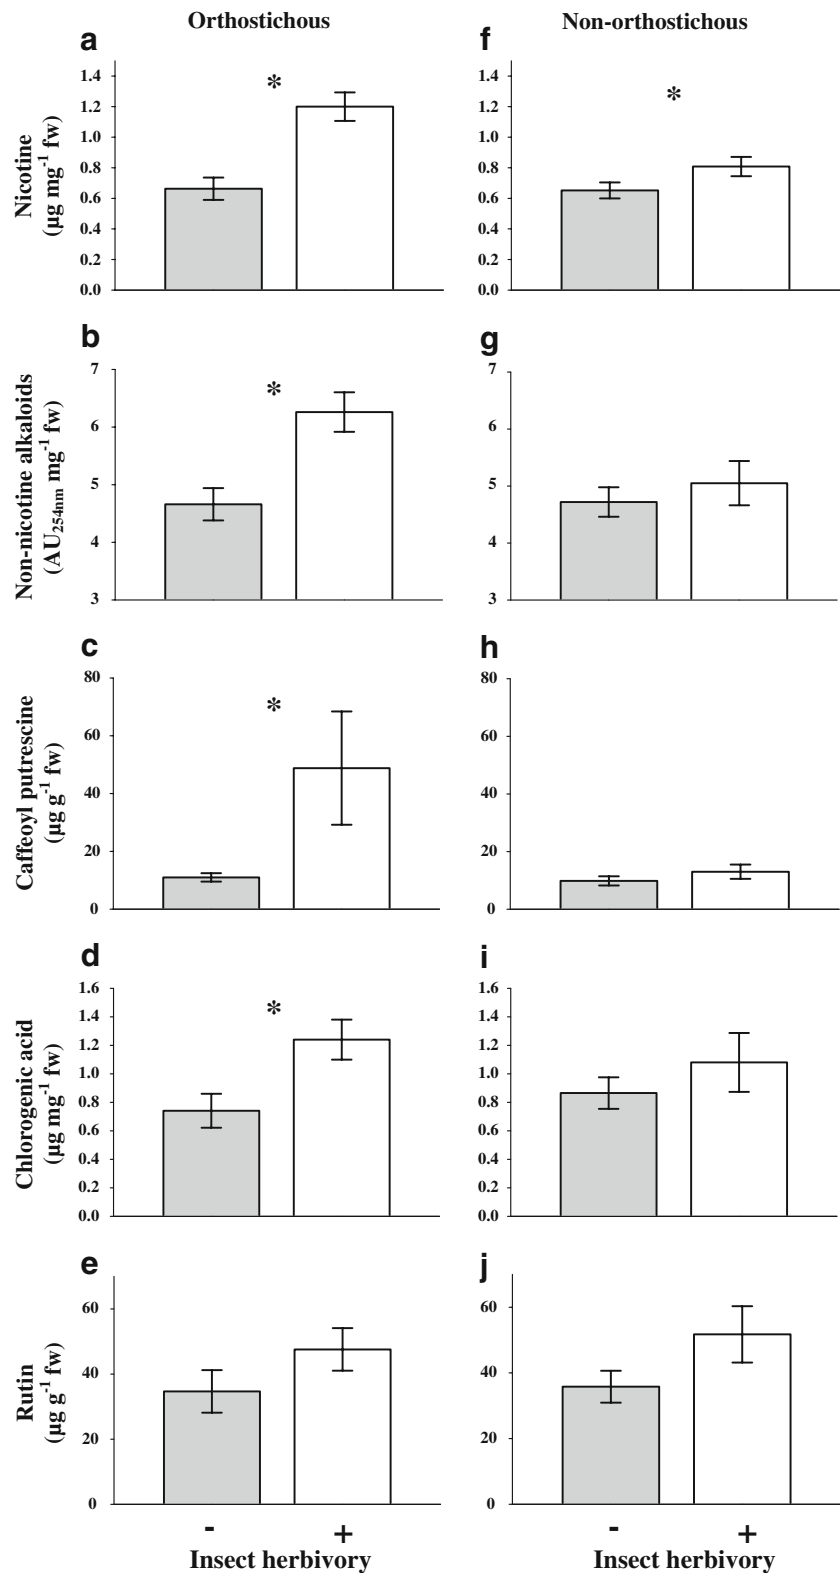 Orthostichous
Non-orthostichous
a
f
*
*
Nicotine
(µg mg-1 fw)
1.4
1.2
1.0
0.8
0.6
0.4
0.2
0.0
1.4
1.2
1.0
0.8
0.6
0.4
0.2
0.0
b
g
*
Non-nicotine alkaloids
(AU254nm mg-1 fw)
7
6
5
4
3
7
6
5
4
3
c
h
*
Caffeoyl putrescine
(µg g-1 fw)
80
60
40
20
0
80
60
40
20
0
d
i
*
Chlorogenic acid
(µg mg-1 fw)
1.6
1.4
1.2
1.0
0.8
0.6
0.4
0.2
0.0
1.6
1.4
1.2
1.0
0.8
0.6
0.4
0.2
0.0
e
j
Rutin
(µg g-1 fw)
60
40
20
0
60
40
20
0
- +
- +
Insect herbivory
Insect herbivory